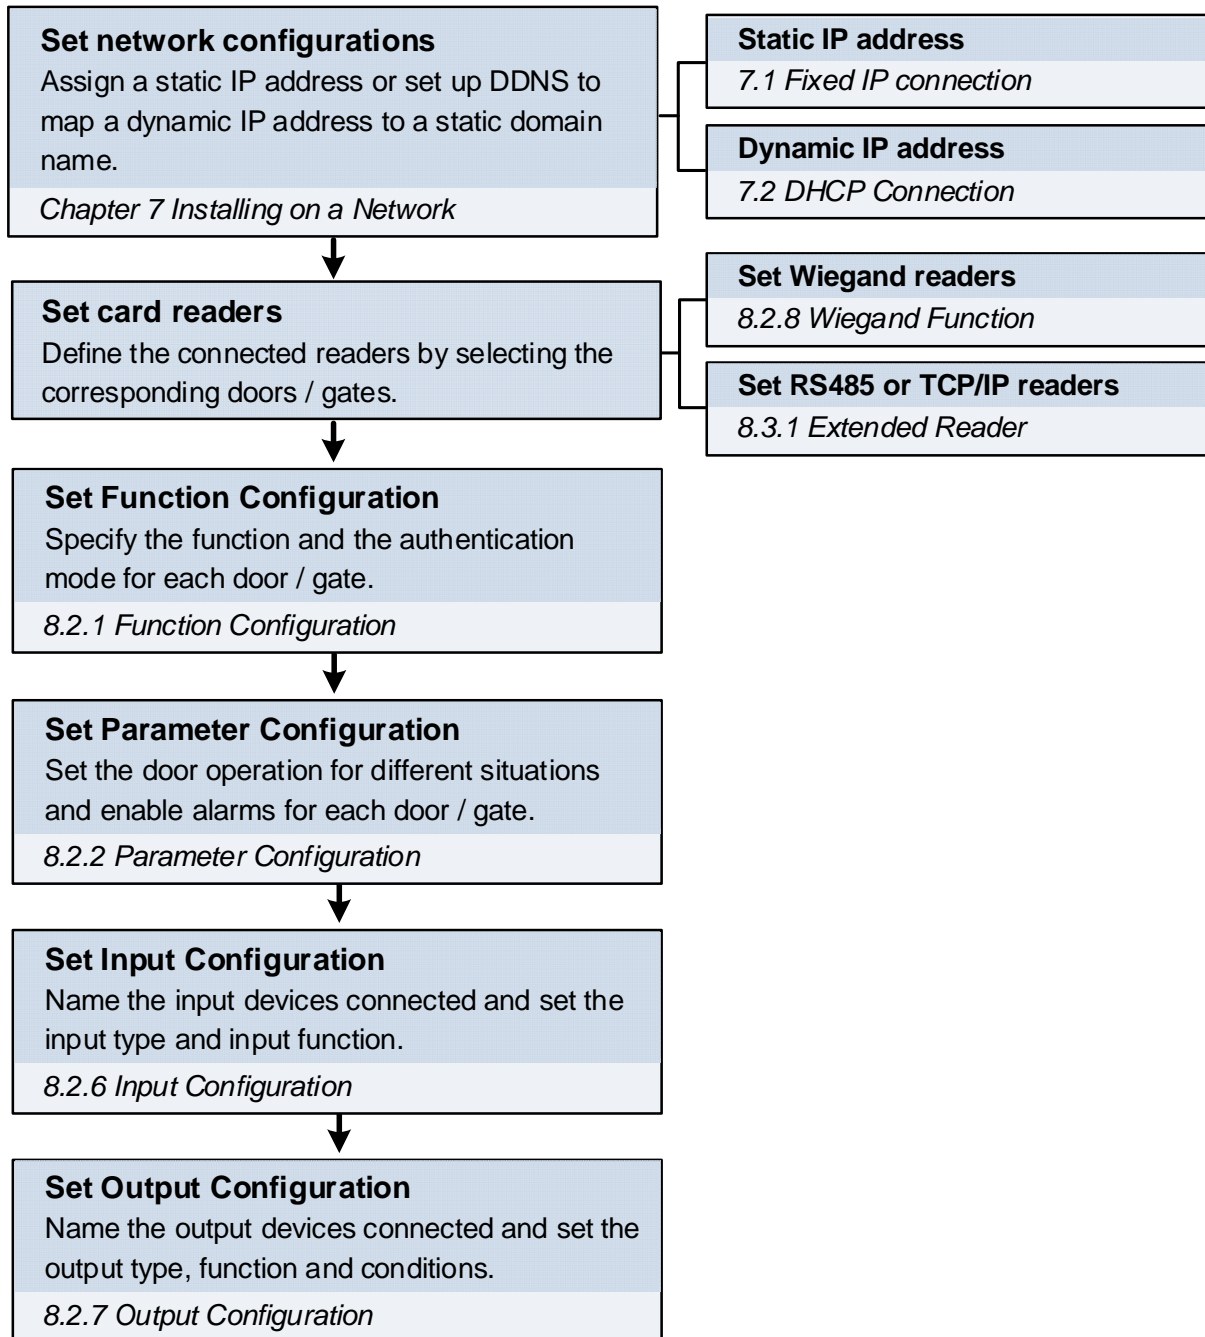 Set network configurations
Assign a static IP address or set up DDNS to
map a dynamic IP address to a static domain
name.
Chapter 7 Installing on a Network
Static IP address
7.1 Fixed IP connection
Dynamic IP address
7.2 DHCP Connection
Set card readers
Define the connected readers by selecting the
corresponding doors / gates.
Set Wiegand readers
8.2.8 Wiegand Function
Set RS485 or TCP/IP readers
8.3.1 Extended Reader
Set Function Configuration
Specify the function and the authentication
mode for each door / gate.
8.2.1 Function Configuration
Set Parameter Configuration
Set the door operation for different situations
and enable alarms for each door / gate.
8.2.2 Parameter Configuration
Set Input Configuration
Name the input devices connected and set the
input type and input function.
8.2.6 Input Configuration
Set Output Configuration
Name the output devices connected and set the
output type, function and conditions.
8.2.7 Output Configuration